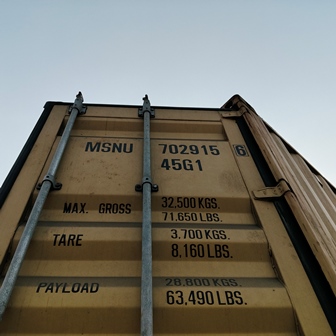 MSNU 702915 6
45G1
MAX. GROSS 32,500 KGS.
71,650 LBS.
TARE 3,700 KGS.
8,160 LBS.
PAYLOAD 28,800 KGS.
63,490 LBS.